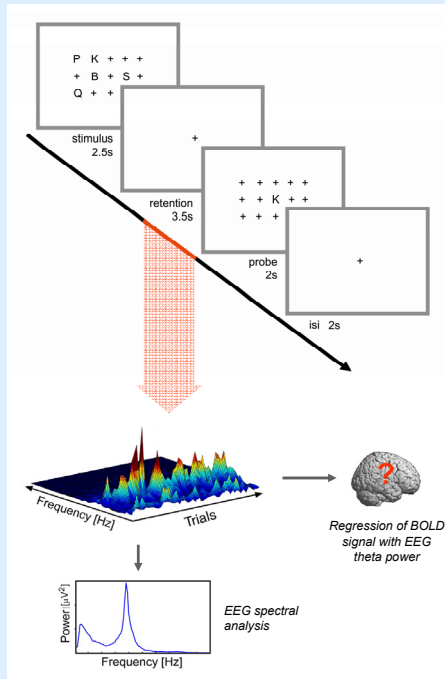 P K + + +
+ B + S +
Q + +
stimulus
2.5s
+
retention
3.5s
+ + + + +
+ + K + +
+ + + + +
probe
2s
+
isi 2s
Frequency [Hz]
Trials
?
Regression of BOLD
signal with EEG
theta power
Power [µV²]
Frequency [Hz]
EEG spectral
analysis